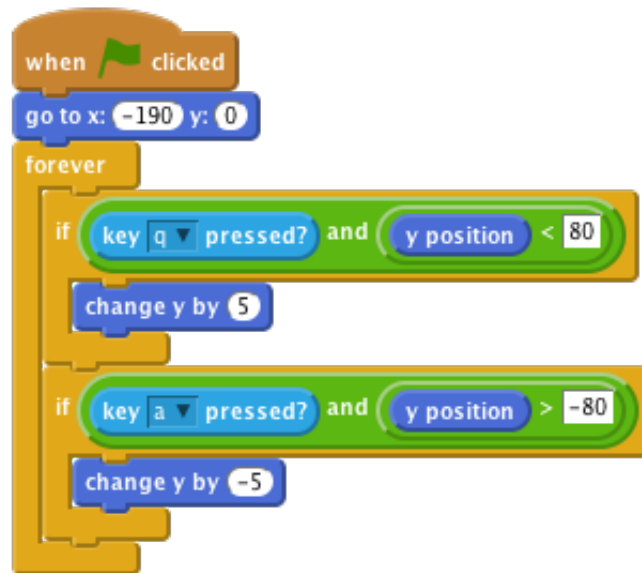 when clicked
go to x: -190 y: 0
forever
if key q pressed? and y position < 80
change y by 5
if key a pressed? and y position > -80
change y by -5